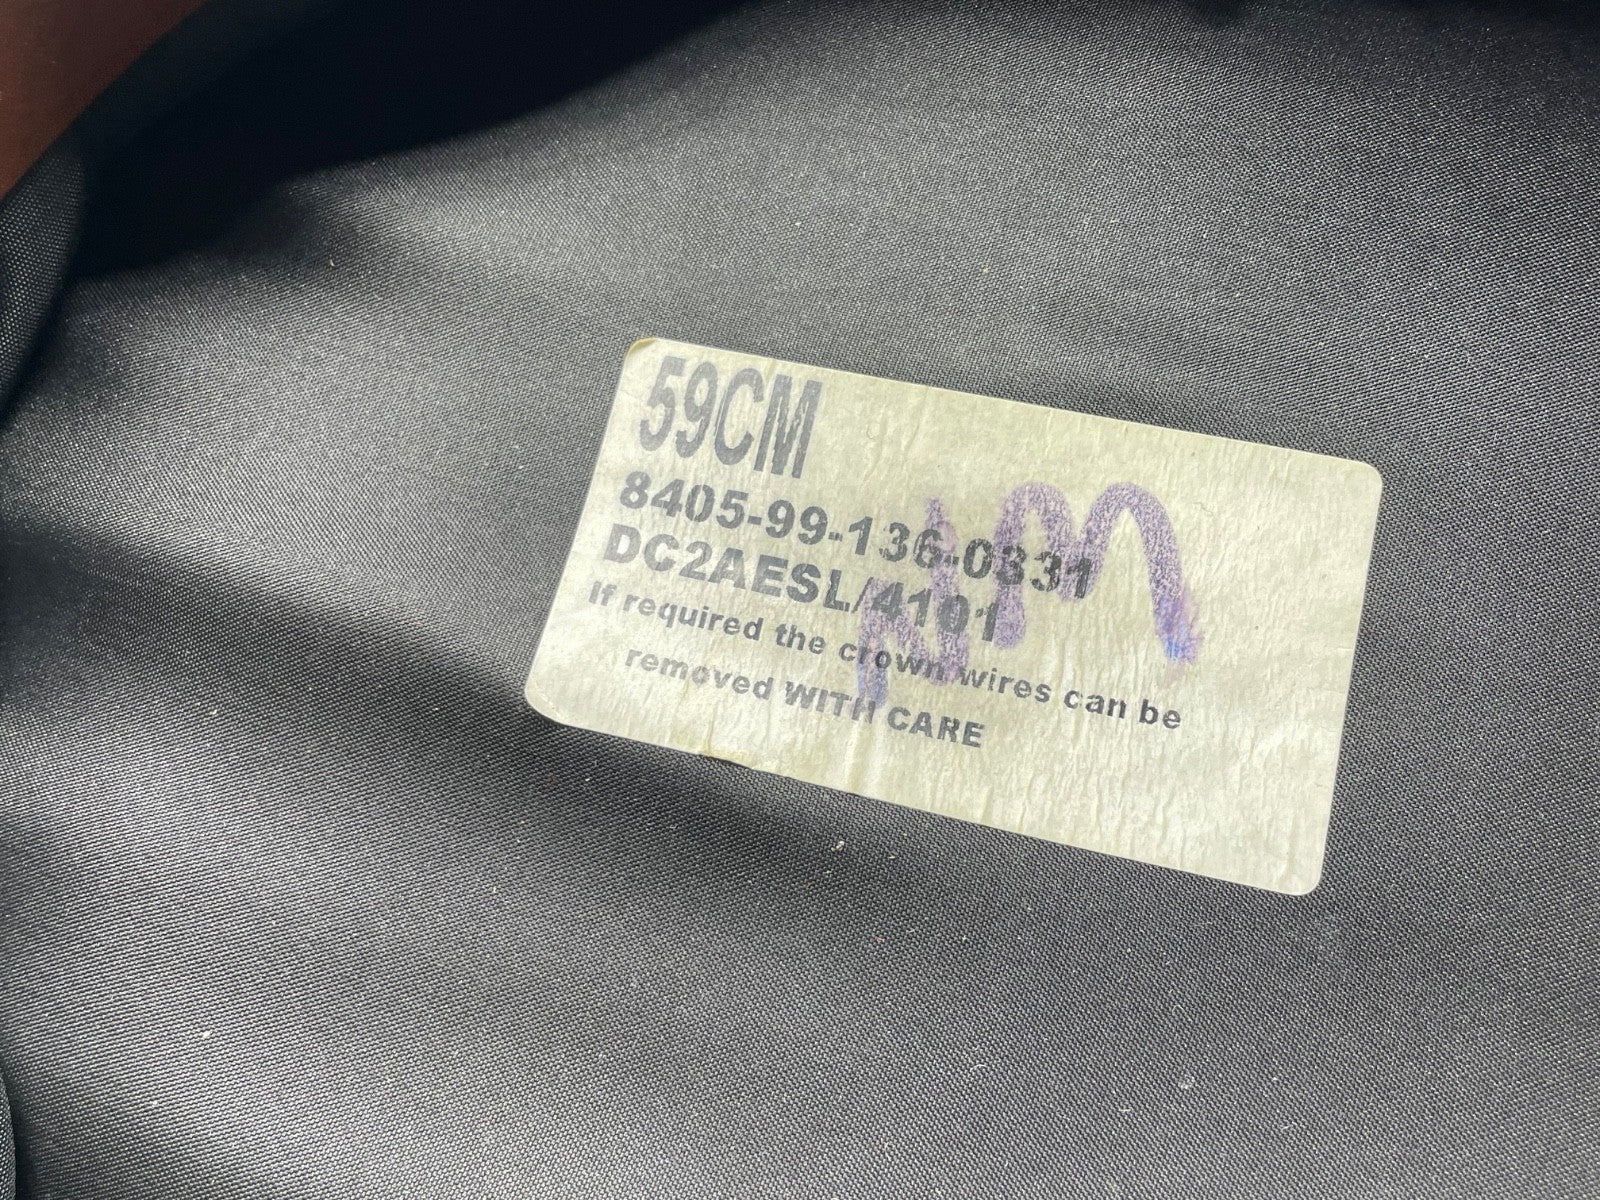 59CM
8405-99-136-0331
DC2AESL/4101
If required the crown wires can be
removed WITH CARE